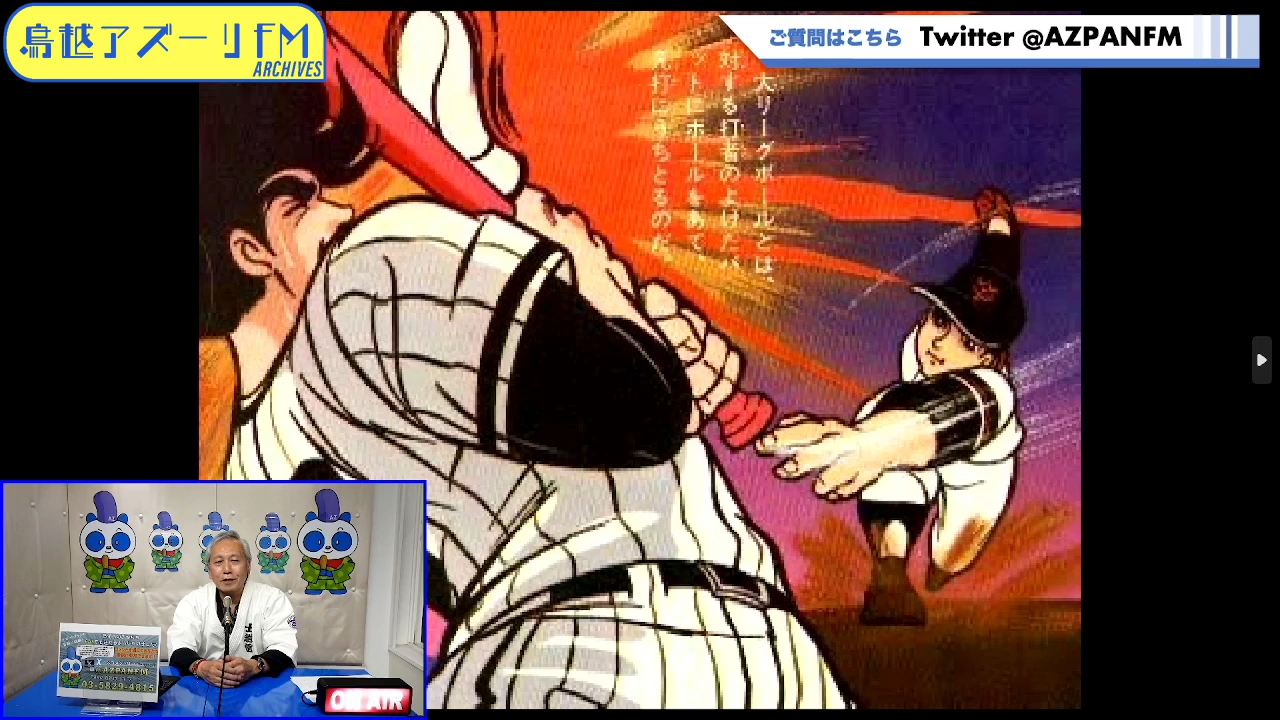 鳥越アズーリFM
ARCHIVES
ご質問はこちら Twitter @AZPANFM
大リーグボールとは、
対する打者のよけたバ
ットにボールをあて、
凡打にうちとるのだ。
AZPANFM
03-5829-4815
ON AIR